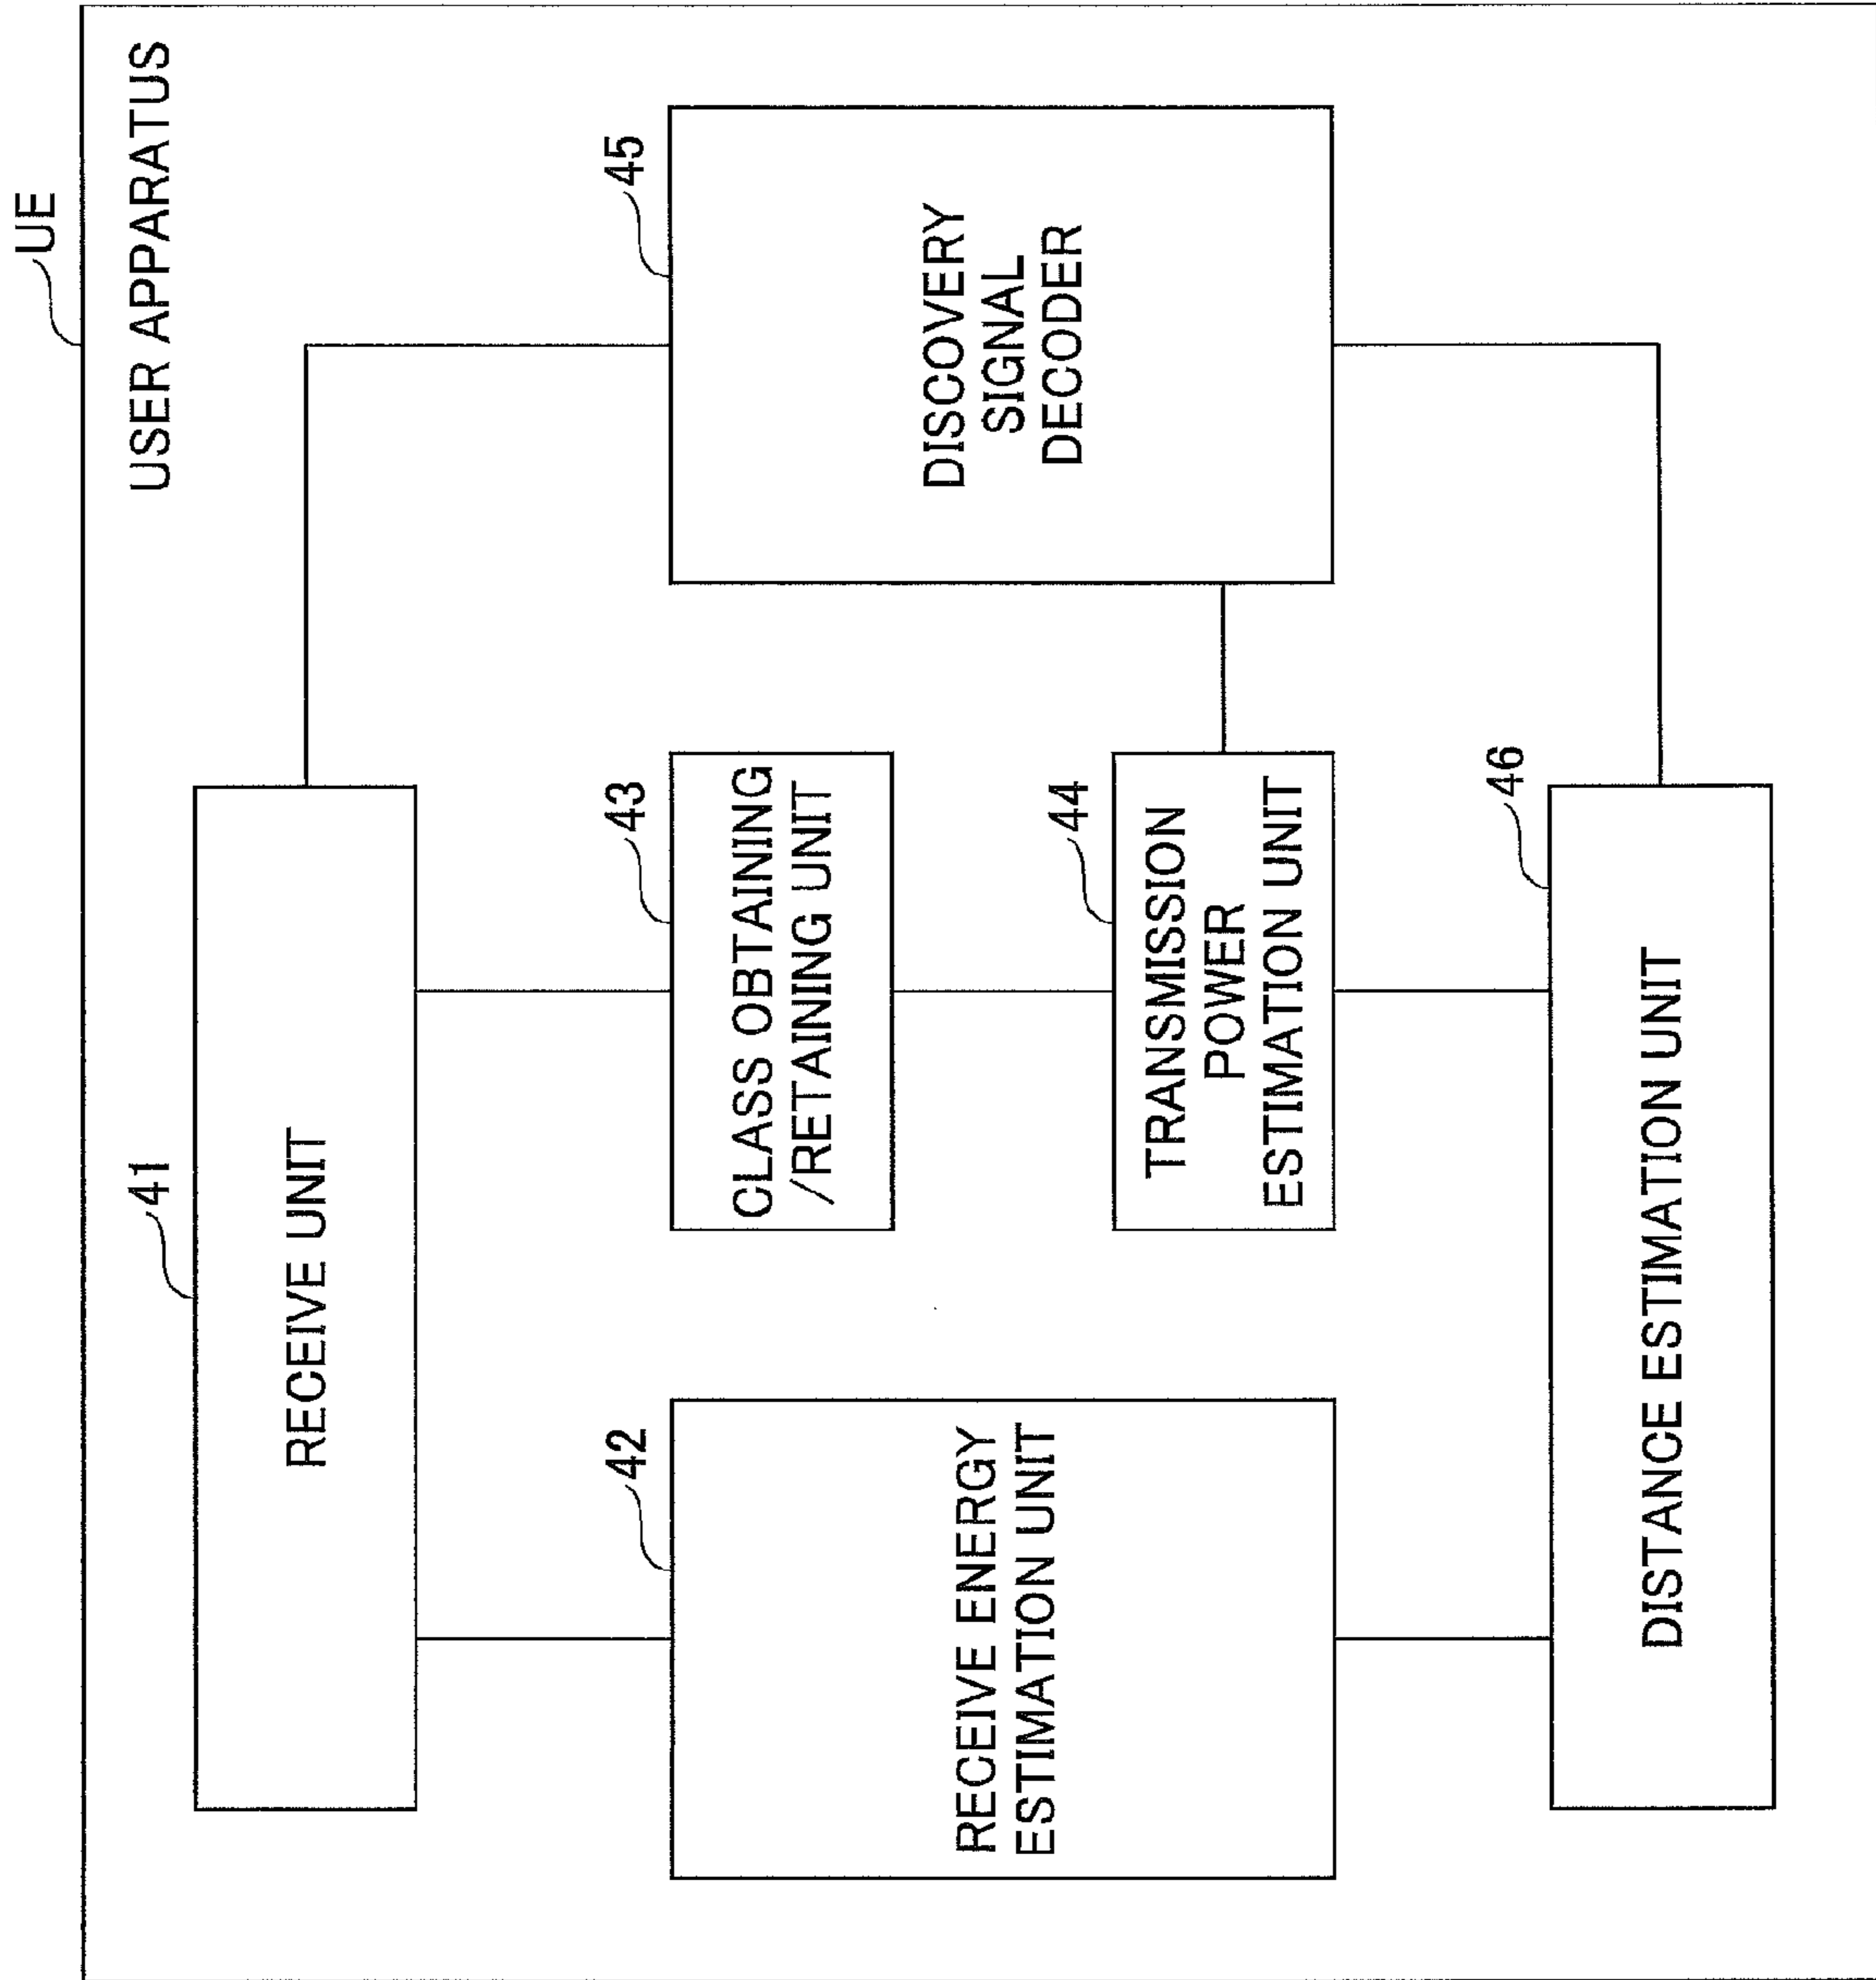 UE
USER APPARATUS
41
RECEIVE UNIT
42
RECEIVE ENERGY
ESTIMATION UNIT
43
CLASS OBTAINING
/RETAINING UNIT
44
TRANSMISSION
POWER
ESTIMATION UNIT
45
DISCOVERY
SIGNAL
DECODER
46
DISTANCE ESTIMATION UNIT